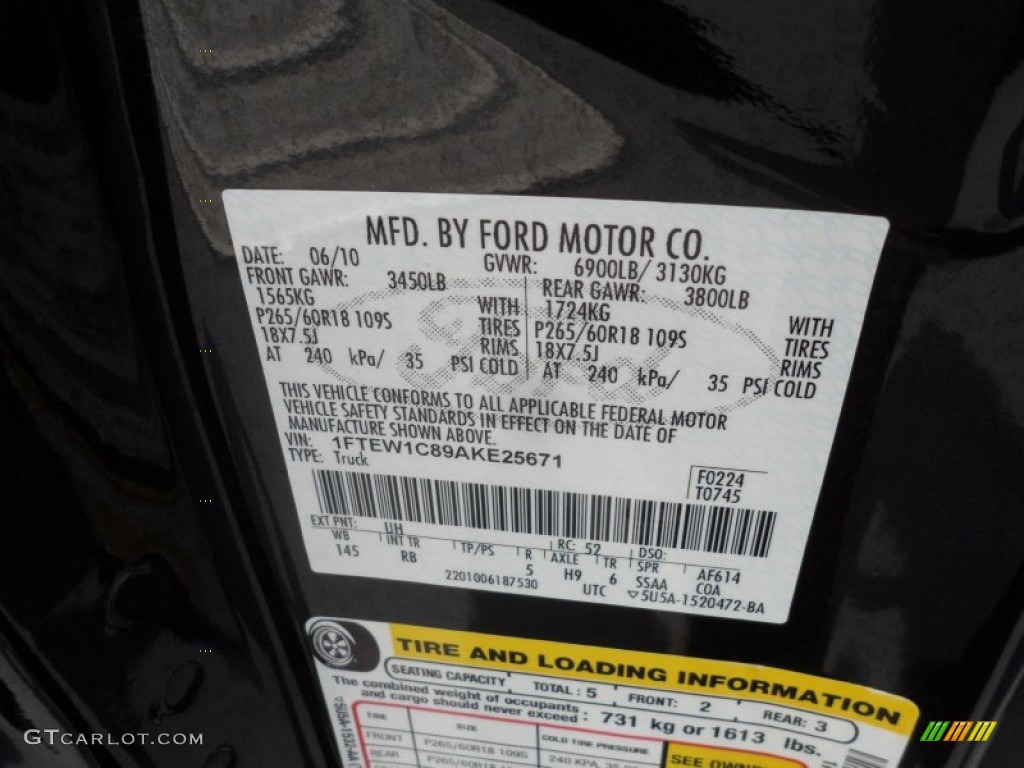 MFD. BY FORD MOTOR CO.
DATE: 06/10 GVWR: 6900LB/ 3130KG
FRONT GAWR: 3450LB REAR GAWR: 3800LB
1565KG WITH 1724KG WITH
P265/60R18 109S TIRES P265/60R18 109S TIRES
18X7.5J RIMS 18X7.5J RIMS
AT 240 kPa/ 35 PSI COLD AT 240 kPa/ 35 PSI COLD
THIS VEHICLE CONFORMS TO ALL APPLICABLE FEDERAL MOTOR
VEHICLE SAFETY STANDARDS IN EFFECT ON THE DATE OF
MANUFACTURE SHOWN ABOVE.
VIN: 1FTEW1C89AKE25671
TYPE: Truck
F0224
T0745
EXT PNT: UH RC: 52 DSO:
WB INT TR TP/PS R AXLE TR SPR AF614
145 RB 5 H9 6 SSAA COA
2201006187530 UTC ▽5U5A-1520472-BA
TIRE AND LOADING INFORMATION
SEATING CAPACITY TOTAL : 5 FRONT: 2 REAR: 3
The combined weight of occupants
and cargo should never exceed : 731 kg or 1613 lbs.
TIRE SIZE COLD TIRE PRESSURE
FRONT P265/60R18 109S 240 KPA, 35
REAR
SEE OWNER
GTCarLot.com